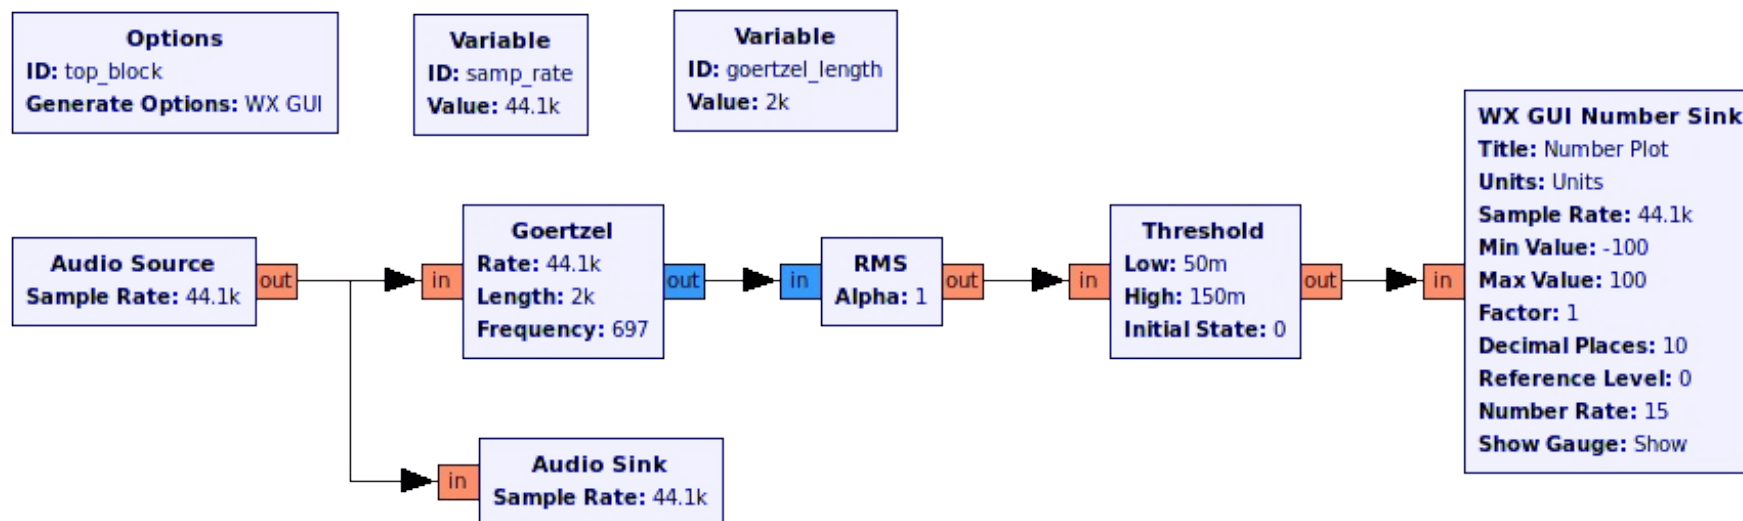 Options
ID: top_block
Generate Options: WX GUI
Variable
ID: samp_rate
Value: 44.1k
Variable
ID: goertzel_length
Value: 2k
Audio Source
Sample Rate: 44.1k
out
in
Goertzel
Rate: 44.1k
Length: 2k
Frequency: 697
out
in
RMS
Alpha: 1
out
in
Threshold
Low: 50m
High: 150m
Initial State: 0
out
in
WX GUI Number Sink
Title: Number Plot
Units: Units
Sample Rate: 44.1k
Min Value: -100
Max Value: 100
Factor: 1
Decimal Places: 10
Reference Level: 0
Number Rate: 15
Show Gauge: Show
in
Audio Sink
Sample Rate: 44.1k